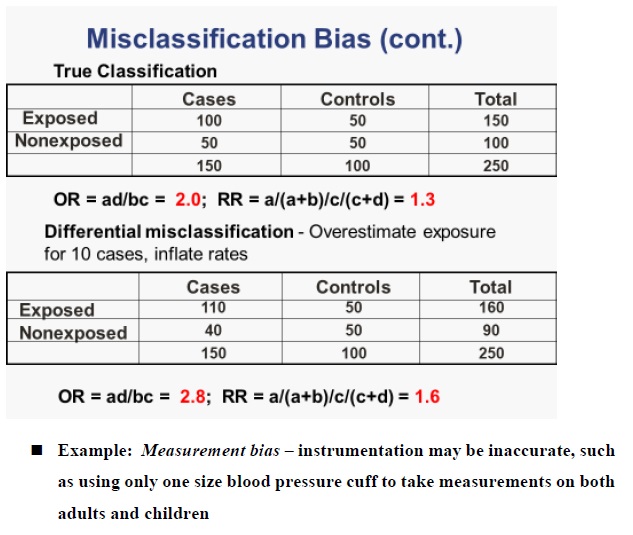 Misclassification Bias (cont.)
True Classification
Cases Controls Total
Exposed 100 50 150
Nonexposed 50 50 100
150 100 250
OR = ad/bc = 2.0; RR = a/(a+b)/c/(c+d) = 1.3
Differential misclassification - Overestimate exposure
for 10 cases, inflate rates
Cases Controls Total
Exposed 110 50 160
Nonexposed 40 50 90
150 100 250
OR = ad/bc = 2.8; RR = a/(a+b)/c/(c+d) = 1.6
■ Example: Measurement bias – instrumentation may be inaccurate, such
as using only one size blood pressure cuff to take measurements on both
adults and children